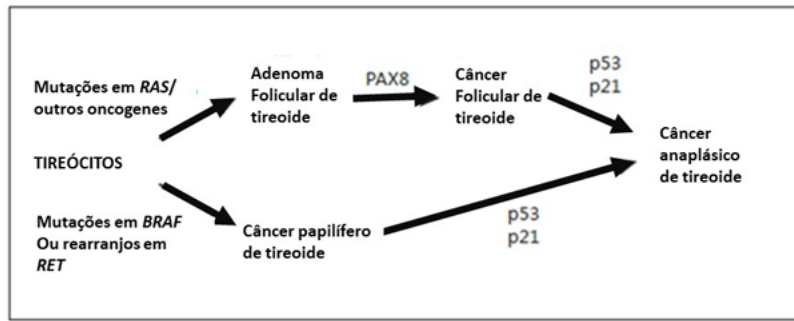 Mutações em RAS/
outros oncogenes
Adenoma
Folicular de
tireoide
PAX8
Câncer
Folicular de
tireoide
p53
p21
TIREÓCITOS
Câncer
anaplásico
de tireoide
Mutações em BRAF
Ou rearranjos em
RET
Câncer papilífero
de tireoide
p53
p21